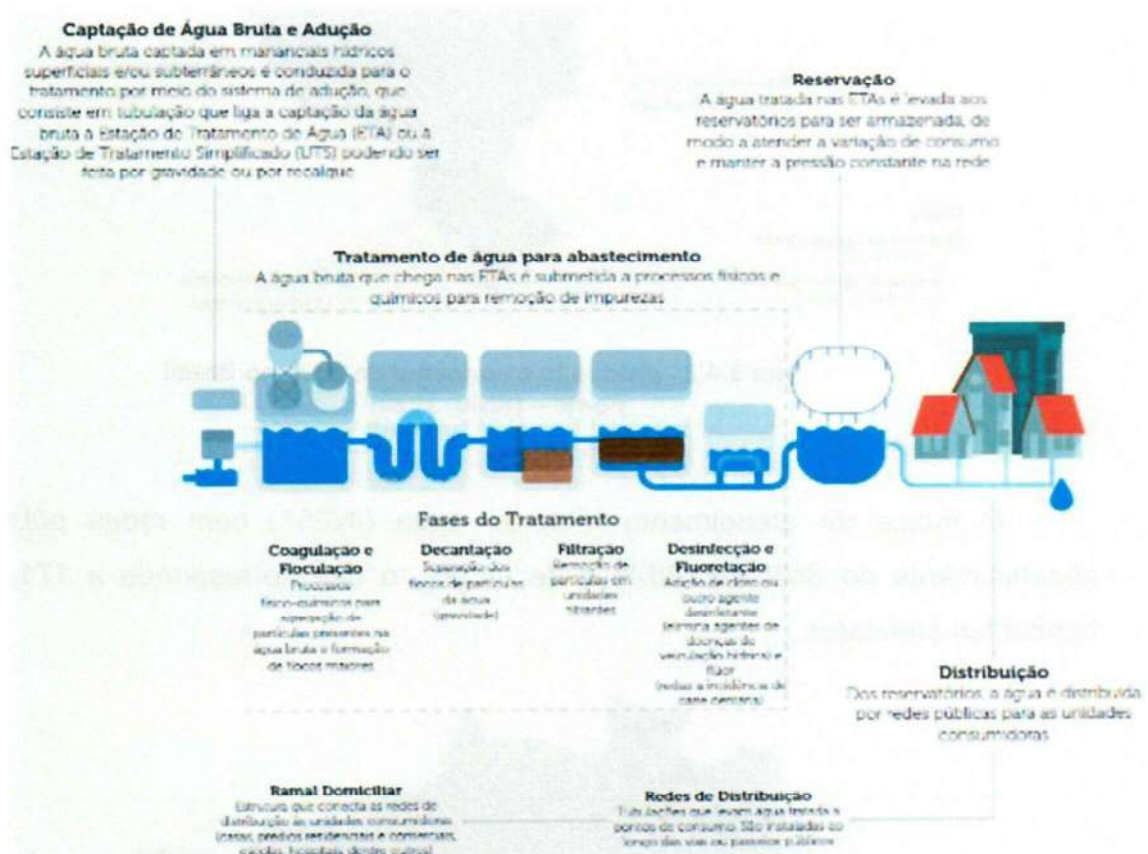 Captação de Água Bruta e Adução
A água bruta captada em mananciais hídricos
superficiais e/ou subterrâneos é conduzida para o
tratamento por meio do sistema de adução, que
consiste em tubulação que liga a captação da água
bruta à Estação de Tratamento de Água (ETA) ou à
Estação de Tratamento Simplificado (UTS) podendo ser
feita por gravidade ou por recalque
Reservação
A água tratada nas ETAs é levada aos
reservatórios para ser armazenada, de
modo a atender a variação de consumo
e manter a pressão constante na rede
Tratamento de água para abastecimento
A água bruta que chega nas ETAs é submetida a processos físicos e
químicos para remoção de impurezas
Fases do Tratamento
Coagulação e
Floculação
Processos
físico-químicos para
agregação de
partículas presentes na
água bruta e formação
de flocos maiores
Decantação
Separação dos
flocos de partículas
da água
(gravidade)
Filtração
Remoção de
partículas em
unidades
filtrantes
Desinfecção e
Fluoretação
outro agente
desinfetante
(elimina agentes de
doenças de
veiculação hídrica) e
flúor
(reduz a incidência de
cárie dentária)
Distribuição
Dos reservatórios, a água é distribuída
por redes públicas para as unidades
consumidoras
Ramal Domiciliar
Estrutura que conecta as redes de
distribuição às unidades consumidoras
(casas, prédios residenciais e comerciais,
escolas, hospitais, dentre outros)
Redes de Distribuição
Tubulações que levam água tratada a
pontos de consumo. São instaladas ao
longo das vias ou passeios públicos